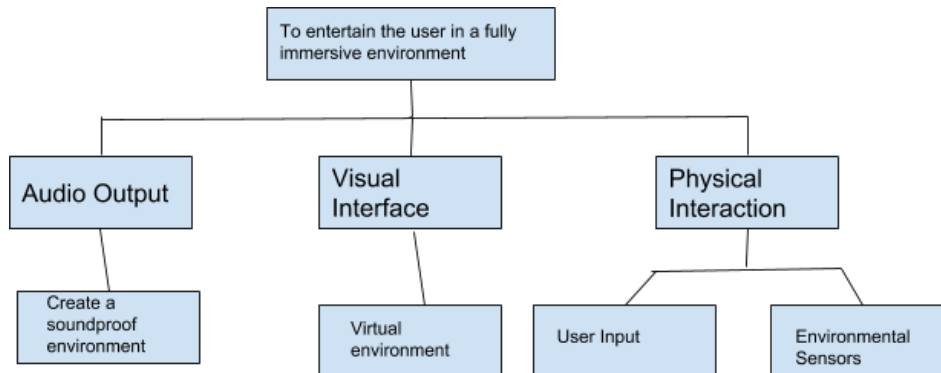 To entertain the user in a fully
immersive environment
Audio Output
Visual
Interface
Physical
Interaction
Create a
soundproof
environment
Virtual
environment
User Input
Environmental
Sensors